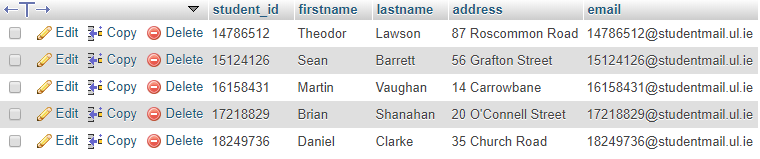 student_id firstname lastname address email
Edit Copy Delete 14786512 Theodor Lawson 87 Roscommon Road 14786512@studentmail.ul.ie
Edit Copy Delete 15124126 Sean Barrett 56 Grafton Street 15124126@studentmail.ul.ie
Edit Copy Delete 16158431 Martin Vaughan 14 Carrowbane 16158431@studentmail.ul.ie
Edit Copy Delete 17218829 Brian Shanahan 20 O'Connell Street 17218829@studentmail.ul.ie
Edit Copy Delete 18249736 Daniel Clarke 35 Church Road 18249736@studentmail.ul.ie